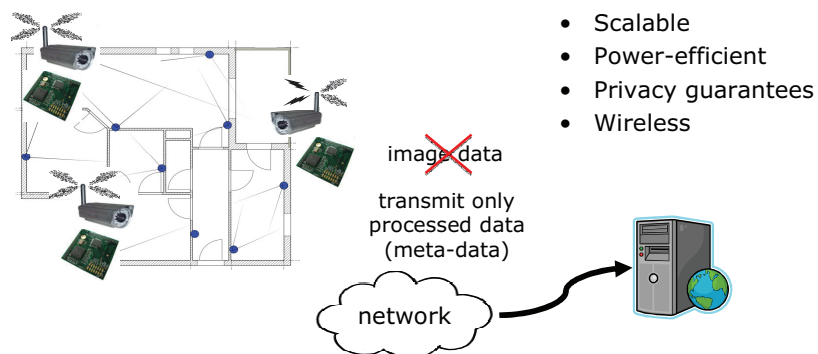 • Scalable
• Power-efficient
• Privacy guarantees
• Wireless
image data
transmit only
processed data
(meta-data)
network